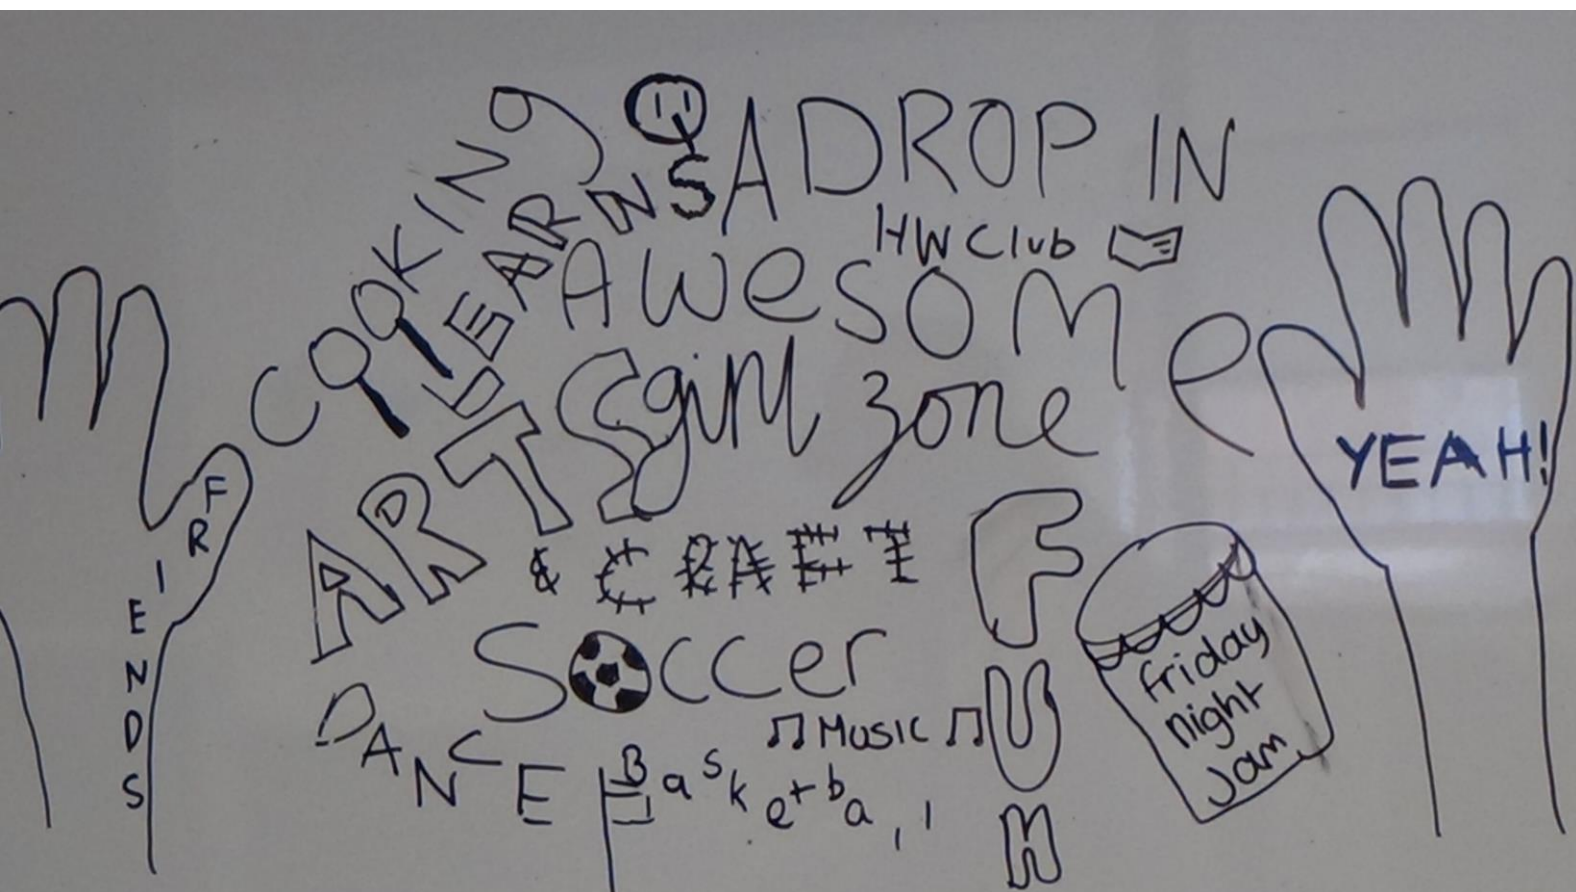 COOKINg
LEARNS
A DROP IN
HW Club
AWesOMe
girl zone
ARTS
& CRAFT
Soccer
DANCE
♫ Music ♫
Basketball
FUN
Friday
night
Jam
FRIENDS
YEAH!